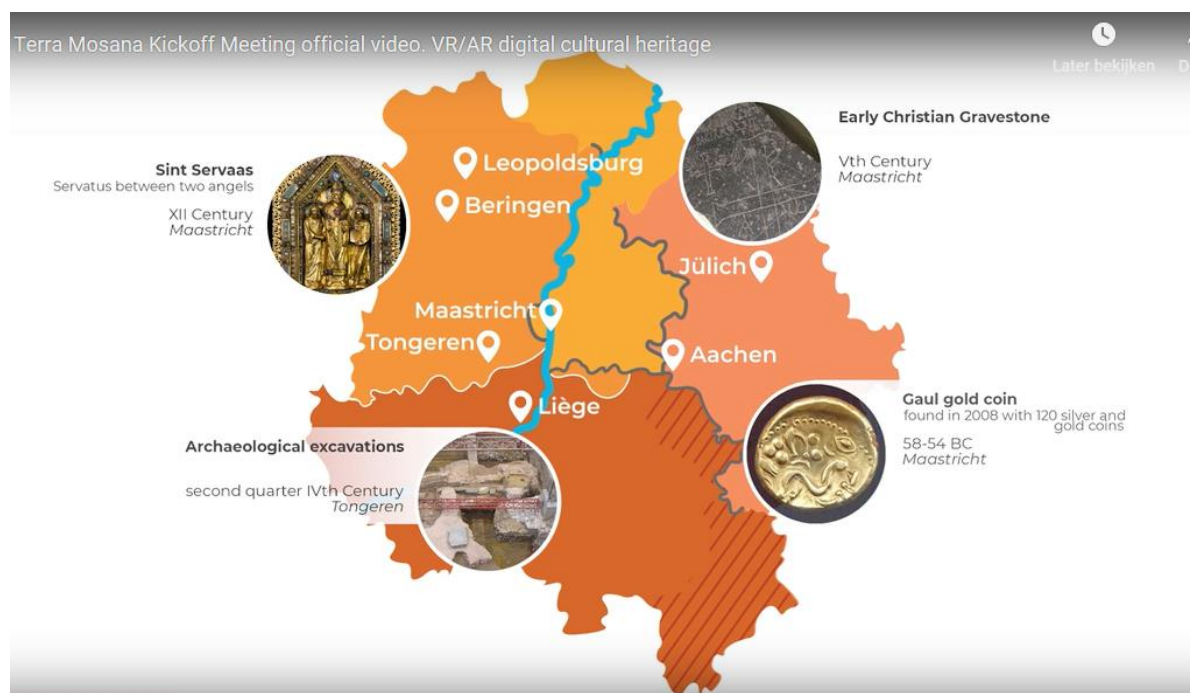 Terra Mosana Kickoff Meeting official video. VR/AR digital cultural heritage
Later bekijken
Early Christian Gravestone
Vth Century
Maastricht
Sint Servaas
Servatus between two angels
XII Century
Maastricht
Leopoldsburg
Beringen
Jülich
Maastricht
Tongeren
Aachen
Liège
Gaul gold coin
found in 2008 with 120 silver and
gold coins
58-54 BC
Maastricht
Archaeological excavations
second quarter IVth Century
Tongeren